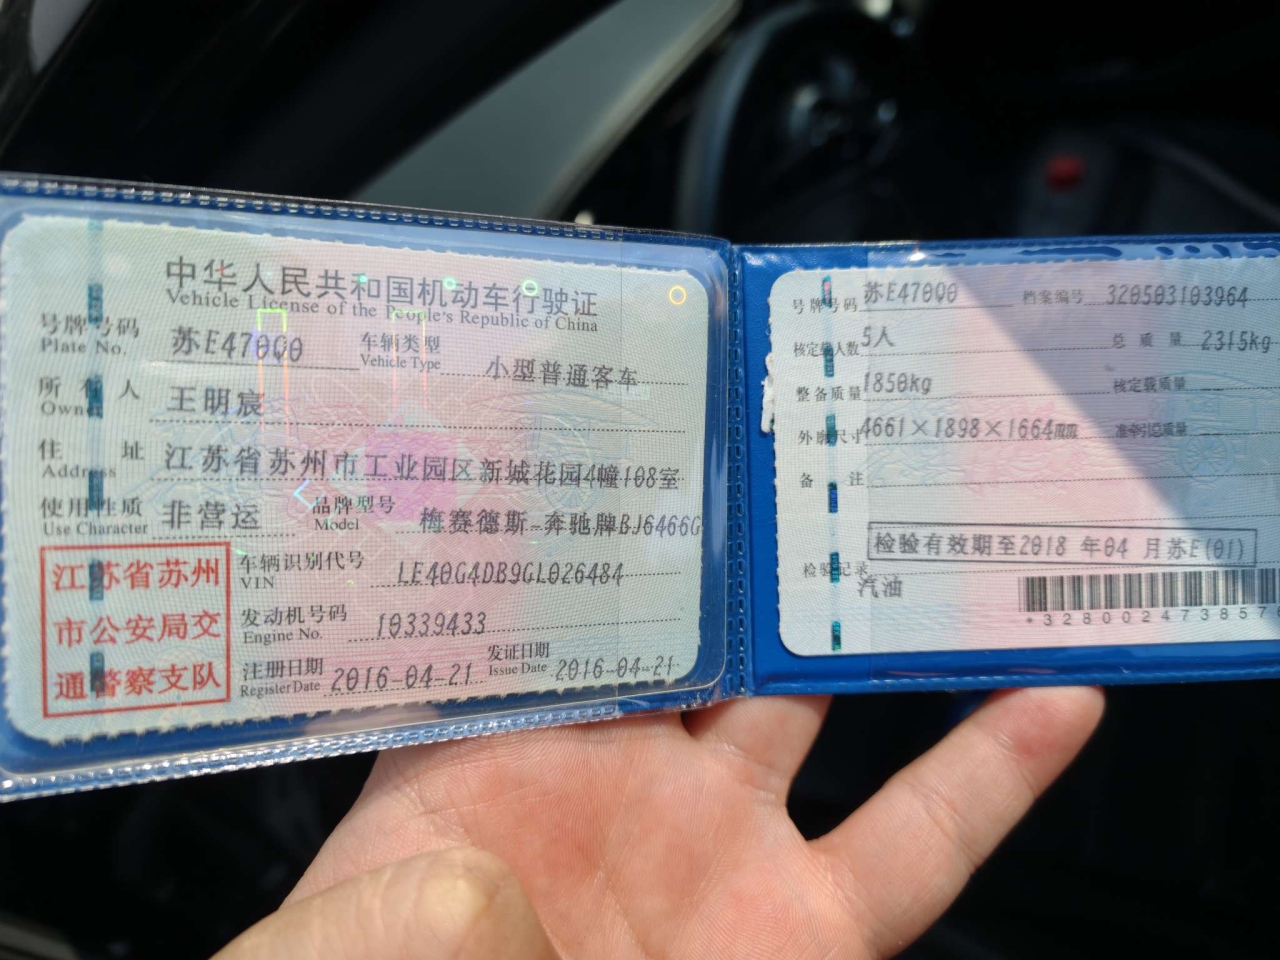 中华人民共和国机动车行驶证
Vehicle License of the People's Republic of China
号牌号码 苏E470Q0 车辆类型 小型普通客车
Plate No. Vehicle Type
所有人 王明宸
Owner
住址 江苏省苏州市工业园区新城花园4幢108室
Address
使用性质 非营运 品牌型号 梅赛德斯-奔驰牌BJ6466G
Use Character Model
江苏省苏州
市公安局交
通警察支队
车辆识别代号 LE40G4DB9GL026484
VIN
发动机号码 10339433
Engine No.
注册日期 2016-04-21 发证日期 2016-04-21
Register Date Issue Date
号牌号码 苏E470Q0 档案编号 320503103964
核定载人数 5人 总质量 2315kg
整备质量 1850kg 核定载质量
外廓尺寸 4661×1898×1664mm 准牵引总质量
备注
检验有效期至2018年04月苏E(01)
检验记录
汽油
*328002473857